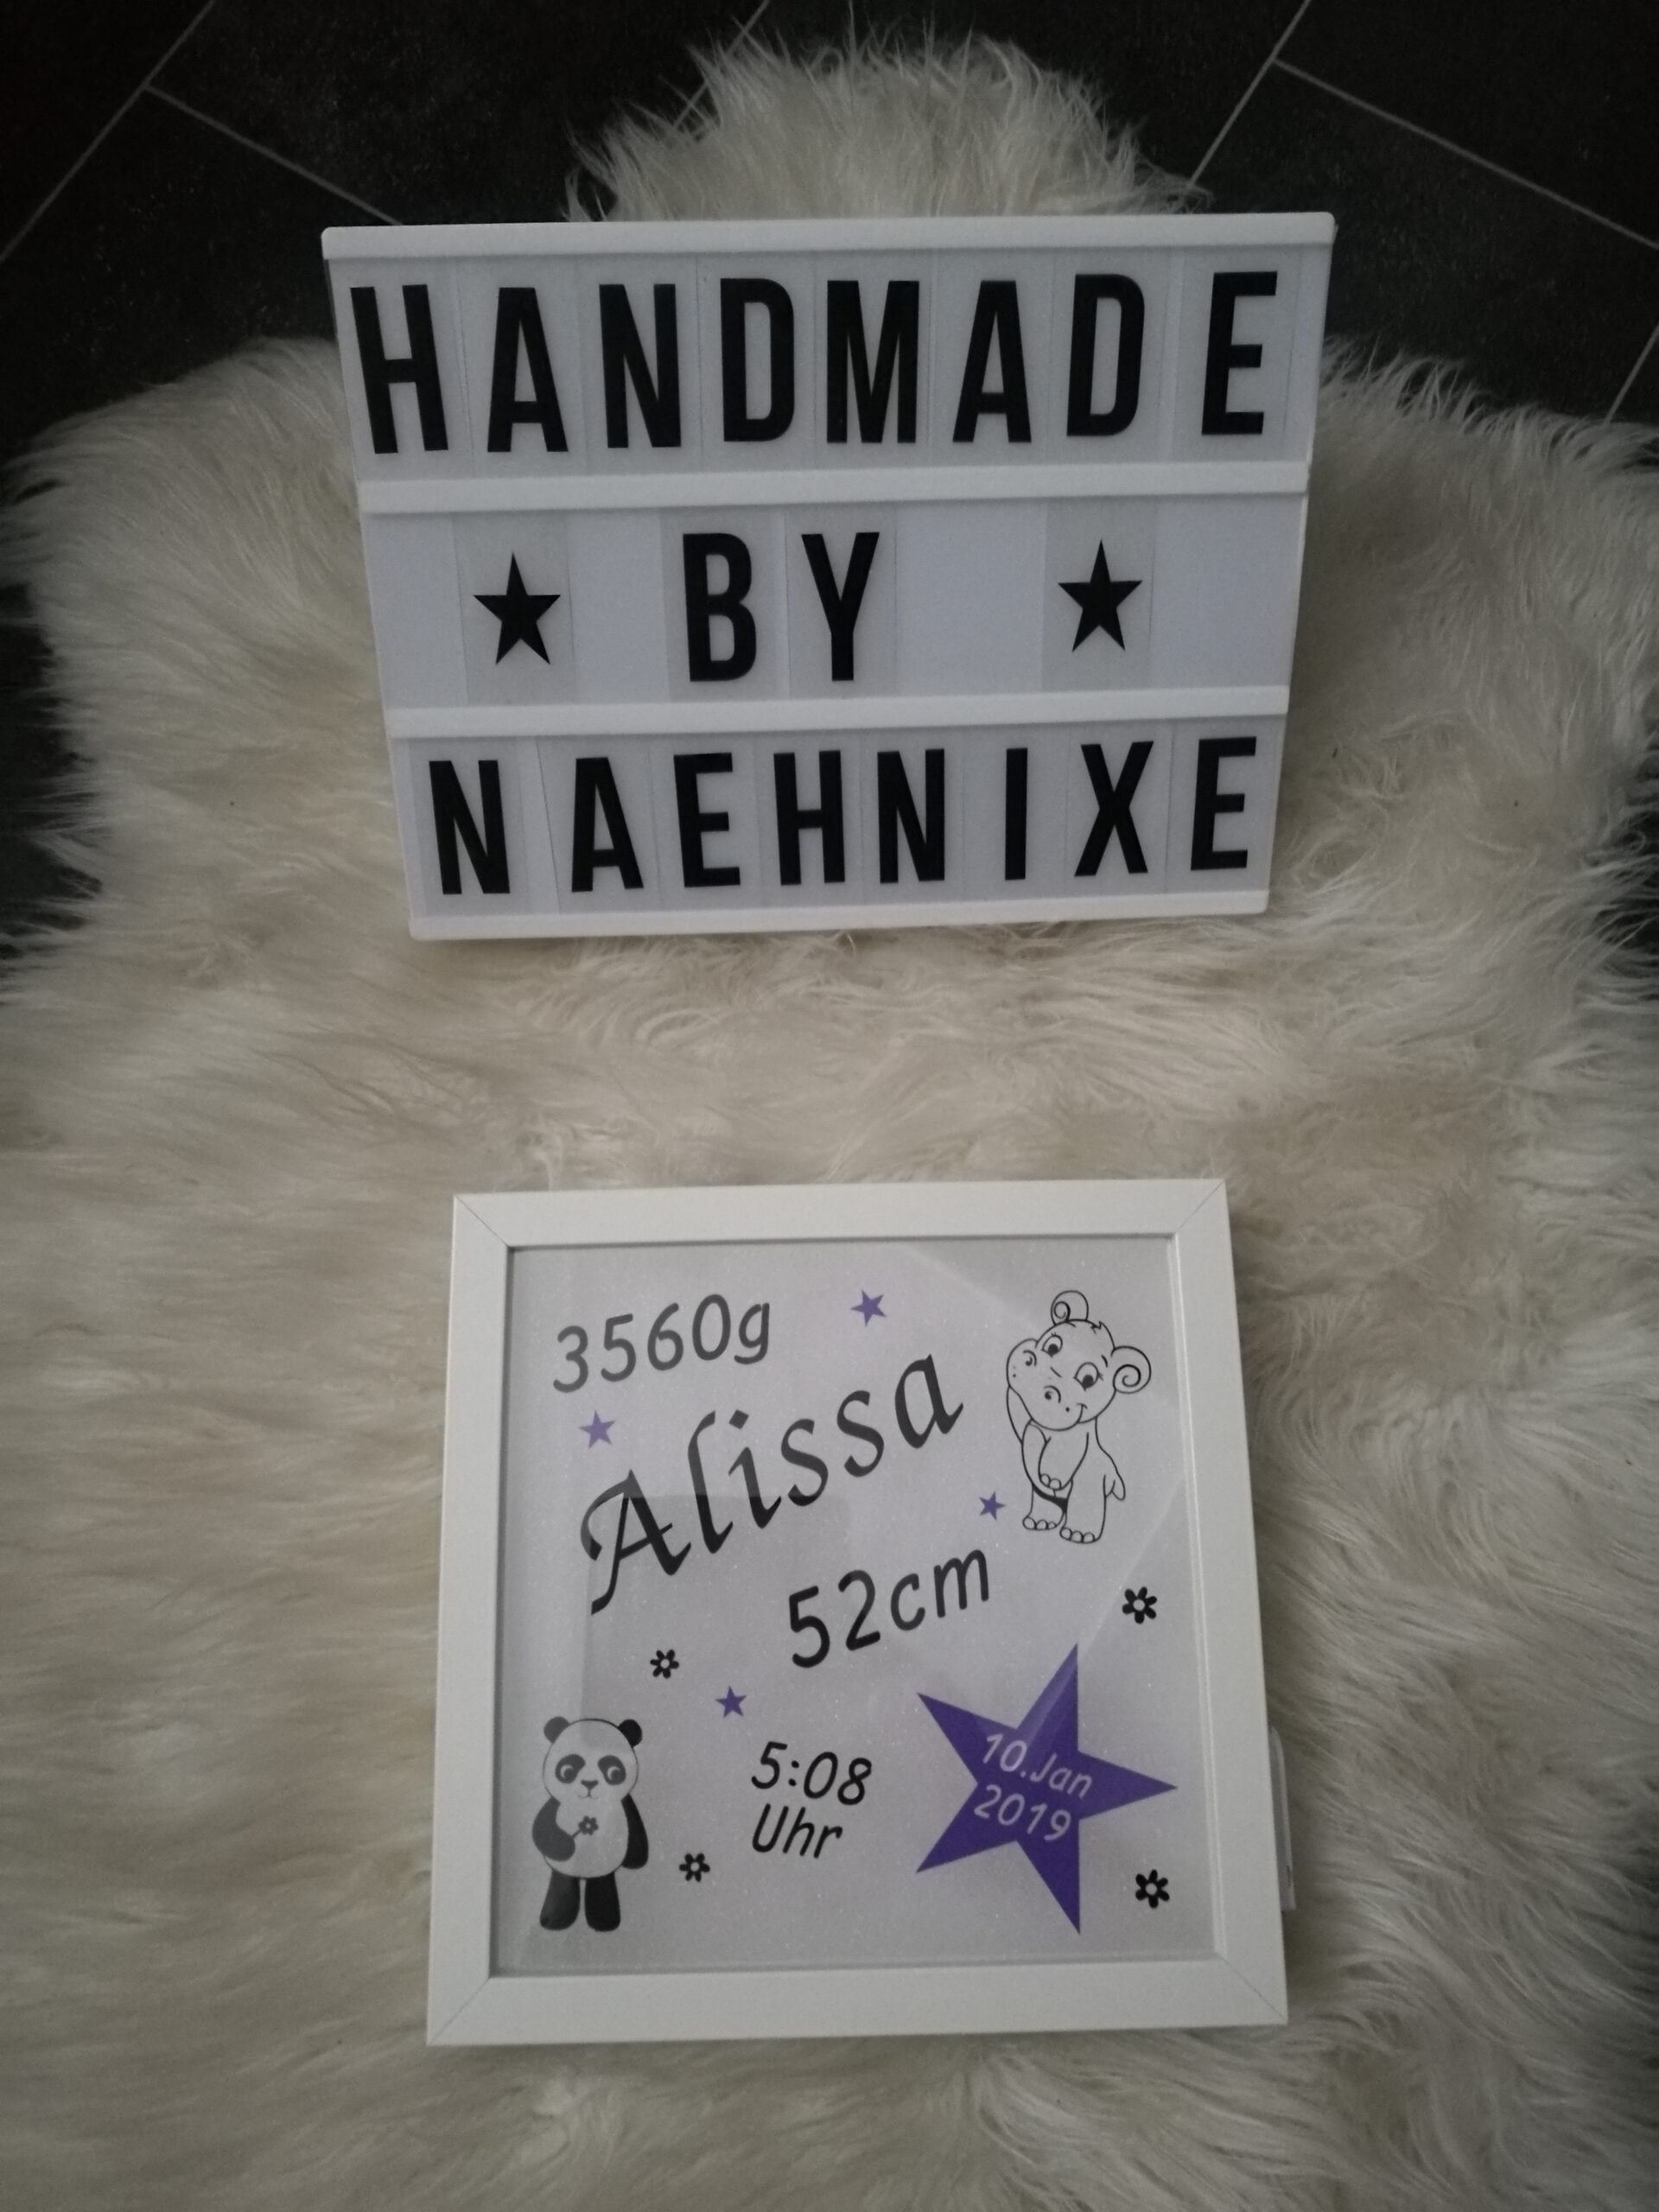 HANDMADE
★ BY ★
NAEHNIXE
3560g
Alissa
52cm
5:08
Uhr
10.Jan
2019